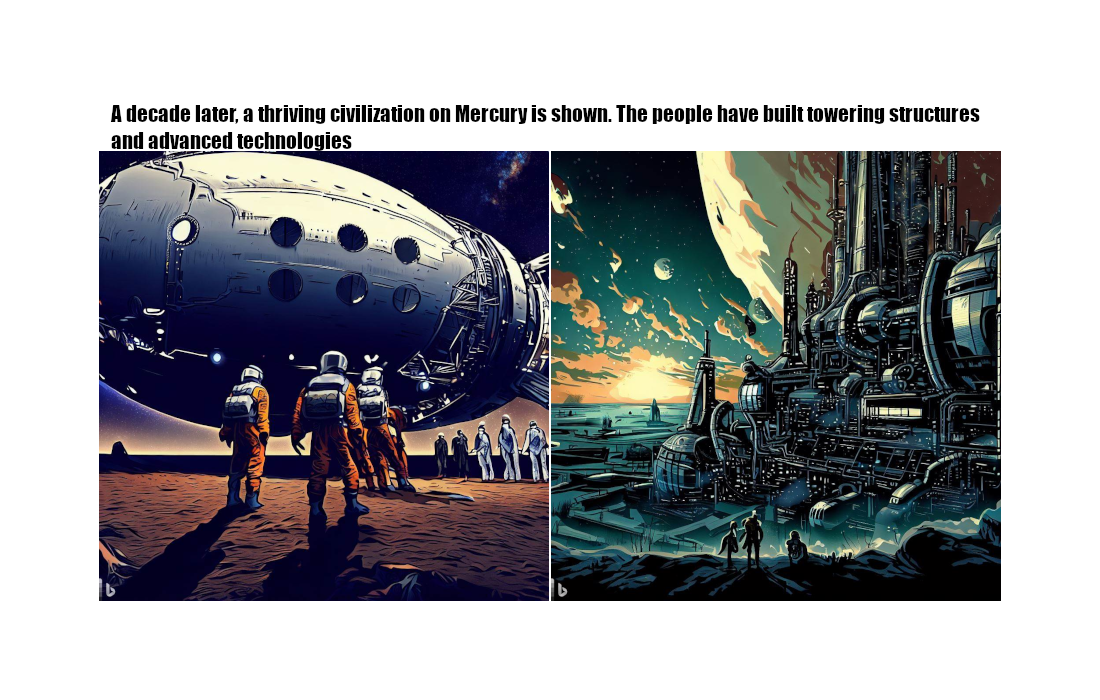 A decade later, a thriving civilization on Mercury is shown. The people have built towering structures
and advanced technologies